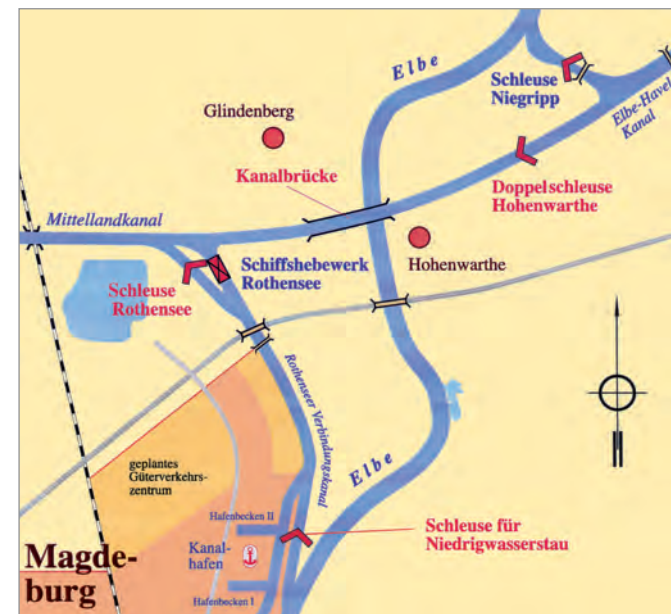 Elbe
Schleuse
Niegripp
Elbe-Havel
Kanal
Glindenberg
Kanalbrücke
Doppelschleuse
Hohenwarthe
Mittellandkanal
Schiffshebewerk
Rothensee
Hohenwarthe
Schleuse
Rothensee
Rothenseer Verbindungskanal
geplantes
Güterverkehrs-
zentrum
Elbe
Hafenbecken II
Kanal-
hafen
Schleuse für
Niedrigwasserstau
Magde-
burg
Hafenbecken I